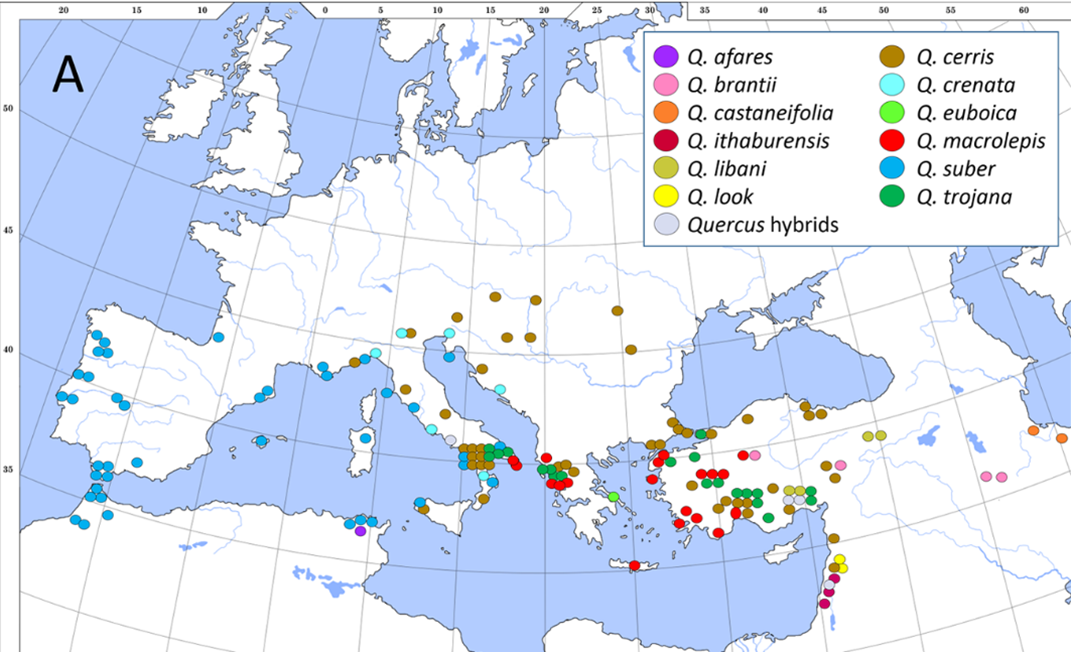 20 15 10 5 0 5 10 15 20 25 30 35 40 45 50 55 60
A
50
45
40
35
Q. afares Q. cerris
Q. brantii Q. crenata
Q. castaneifolia Q. euboica
Q. ithaburensis Q. macrolepis
Q. libani Q. suber
Q. look Q. trojana
Quercus hybrids